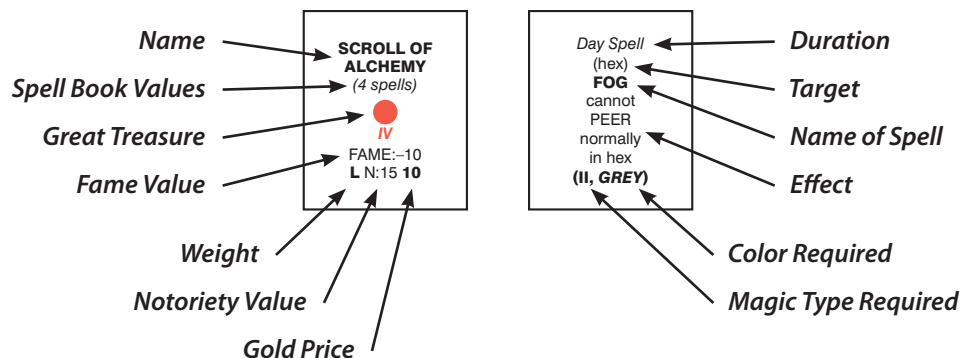 Name
Spell Book Values
Great Treasure
Fame Value
Weight
Notoriety Value
Gold Price
SCROLL OF
ALCHEMY
(4 spells)
IV
FAME:–10
L N:15 10
Day Spell
(hex)
FOG
cannot
PEER
normally
in hex
(II, GREY)
Duration
Target
Name of Spell
Effect
Color Required
Magic Type Required